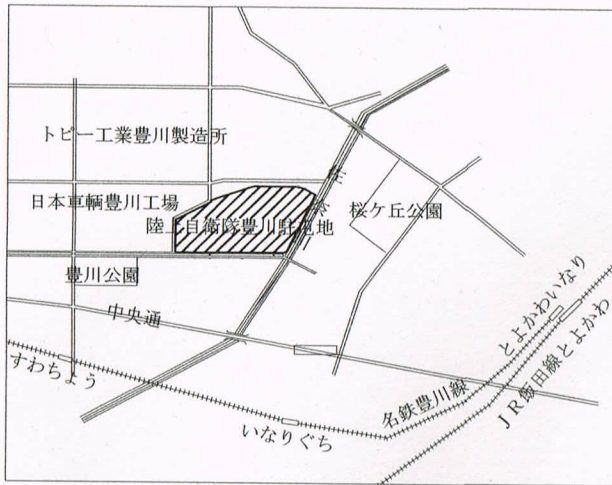 トピー工業豊川製造所
日本車輌豊川工場
陸上自衛隊豊川駐屯地
桜ケ丘公園
豊川公園
中央通
とよかわいなり
すわちょう
名鉄豊川線
JR飯田線とよかわ
いなりぐち